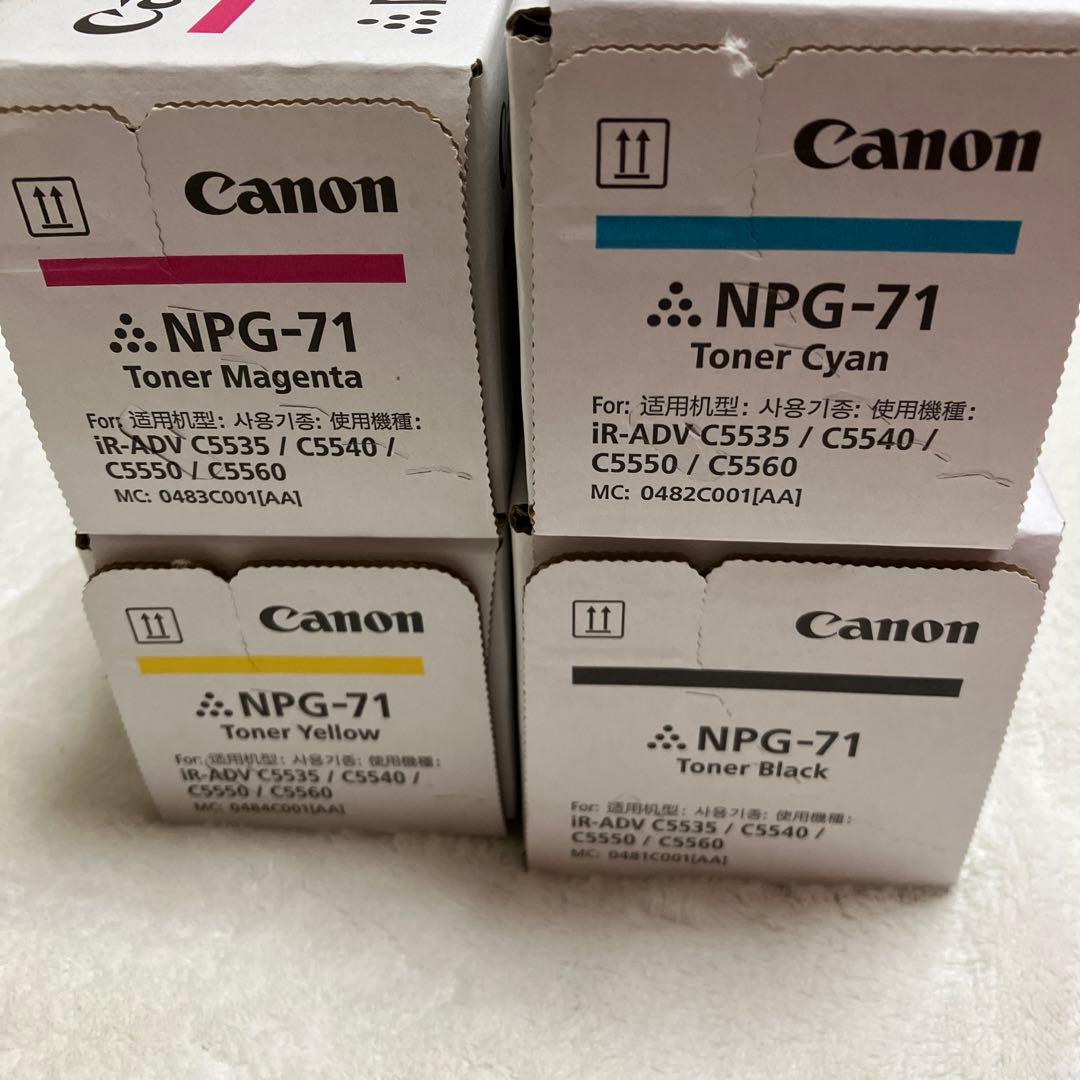 Canon
NPG-71
Toner Magenta
For: 适用机型: 사용기종: 使用機種:
iR-ADV C5535 / C5540 /
C5550 / C5560
MC: 0483C001[AA]
Canon
NPG-71
Toner Cyan
For: 适用机型: 사용기종: 使用機種:
iR-ADV C5535 / C5540 /
C5550 / C5560
MC: 0482C001[AA]
Canon
NPG-71
Toner Yellow
For: 适用机型: 사용기종: 使用機種:
iR-ADV C5535 / C5540 /
C5550 / C5560
MC: 0484C001[AA]
Canon
NPG-71
Toner Black
For: 适用机型: 사용기종: 使用機種:
iR-ADV C5535 / C5540 /
C5550 / C5560
MC: 0481C001[AA]